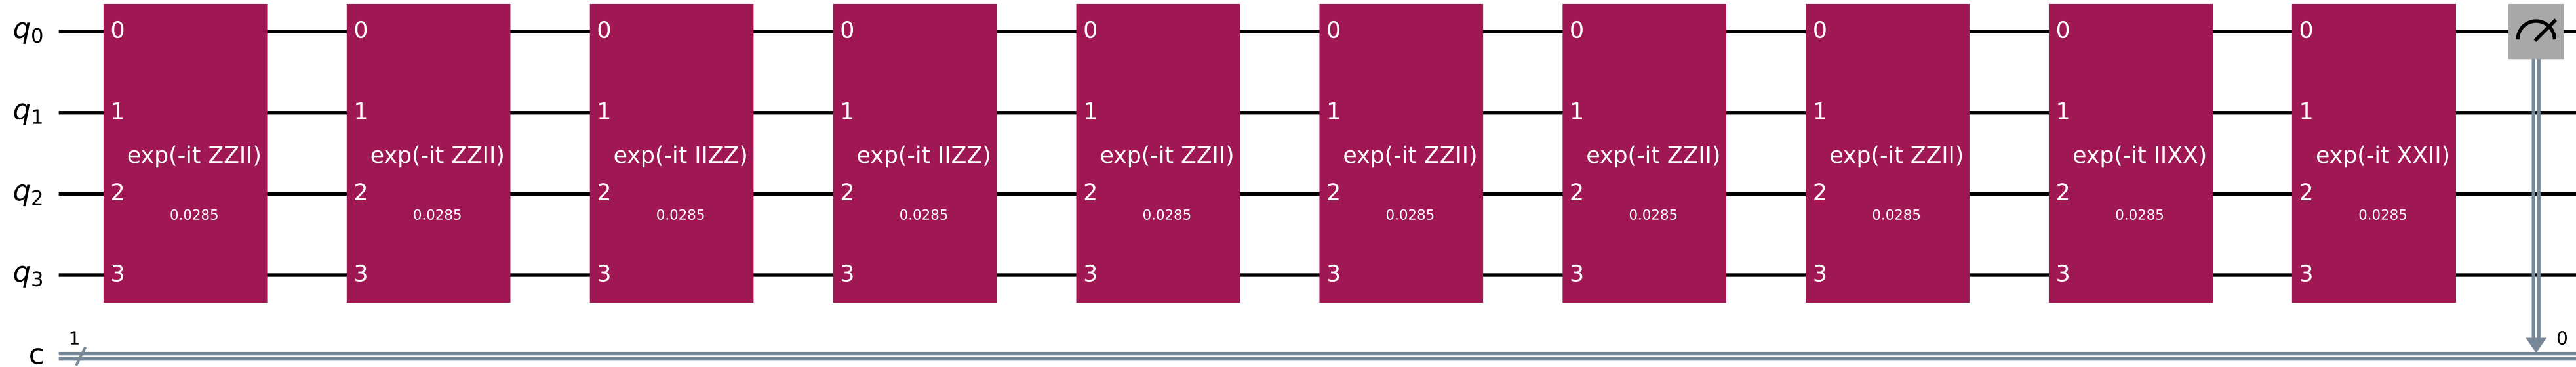 q0 0 0 0 0 0 0 0 0 0 0
q1 1 1 1 1 1 1 1 1 1 1
exp(-it ZZII) exp(-it ZZII) exp(-it IIZZ) exp(-it IIZZ) exp(-it ZZII) exp(-it ZZII) exp(-it ZZII) exp(-it ZZII) exp(-it IIXX) exp(-it XXII)
q2 2 2 2 2 2 2 2 2 2 2
0.0285 0.0285 0.0285 0.0285 0.0285 0.0285 0.0285 0.0285 0.0285 0.0285
q3 3 3 3 3 3 3 3 3 3 3
1 0
c